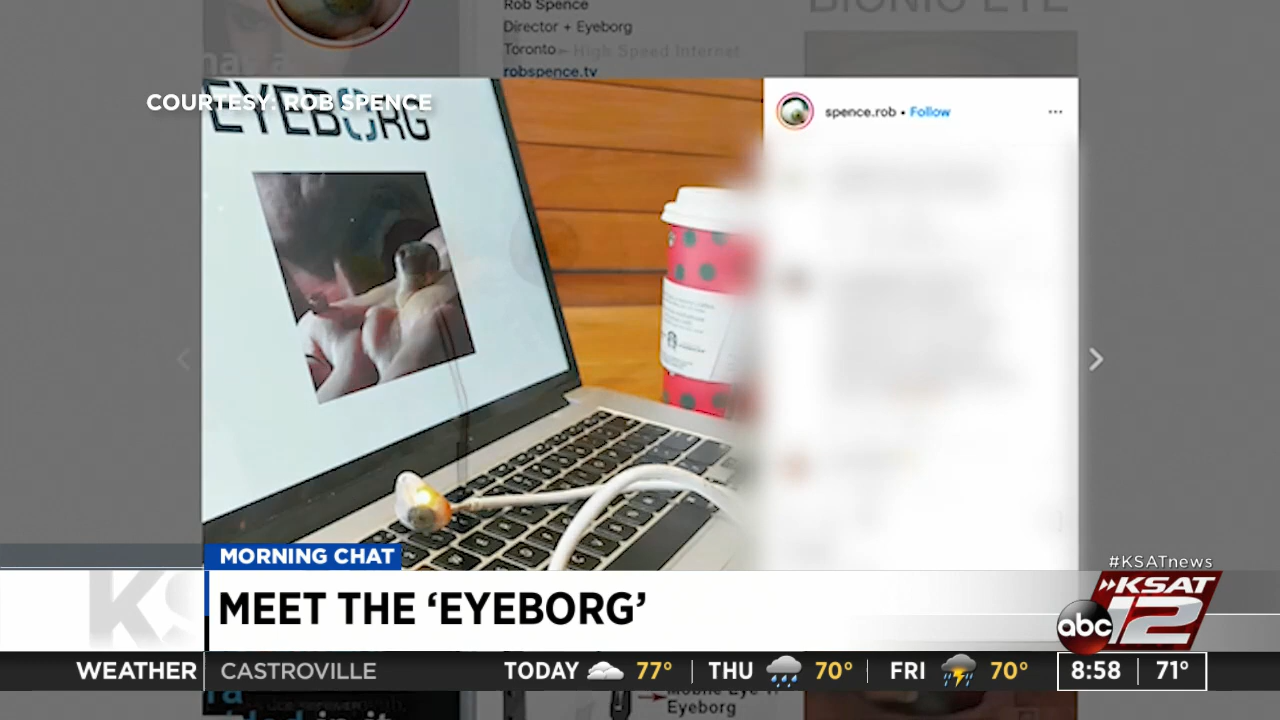 BIONIC EYE
Rob Spence
Director + Eyeborg
Toronto – High Speed Internet
robspence.tv
COURTESY: ROB SPENCE
EYEBORG
spence.rob • Follow
MORNING CHAT
#KSATnews
MEET THE ‘EYEBORG’
KSAT
abc 12
WEATHER CASTROVILLE TODAY 77° THU 70° FRI 70° 8:58 71°
Eyeborg